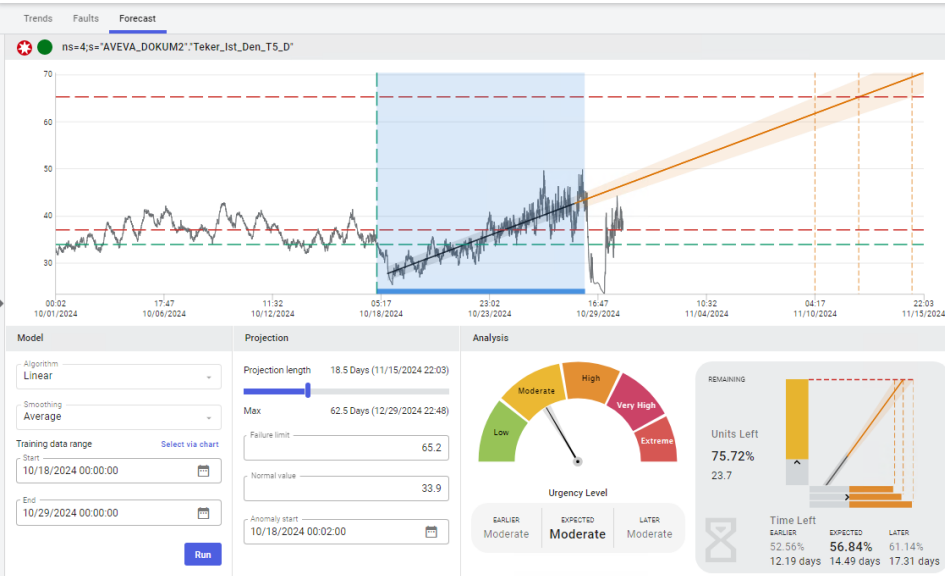 Trends Faults Forecast
ns=4;s="AVEVA_DOKUM2"."Teker_Ist_Den_T5_D"
70
60
50
40
30
00:02 17:47 11:32 05:17 23:02 16:47 10:32 04:17 22:03
10/01/2024 10/06/2024 10/12/2024 10/18/2024 10/23/2024 10/29/2024 11/04/2024 11/10/2024 11/15/2024
Model
Algorithm
Linear
Smoothing
Average
Training data range Select via chart
Start
10/18/2024 00:00:00
End
10/29/2024 00:00:00
Run
Projection
Projection length 18.5 Days (11/15/2024 22:03)
Max 62.5 Days (12/29/2024 22:48)
Failure limit
65.2
Normal value
33.9
Anomaly start
10/18/2024 00:02:00
Analysis
Low
Moderate
High
Very High
Extreme
Urgency Level
EARLIER EXPECTED LATER
Moderate Moderate Moderate
REMAINING
Units Left
75.72%
23.7
Time Left
EARLIER EXPECTED LATER
52.56% 56.84% 61.14%
12.19 days 14.49 days 17.31 days